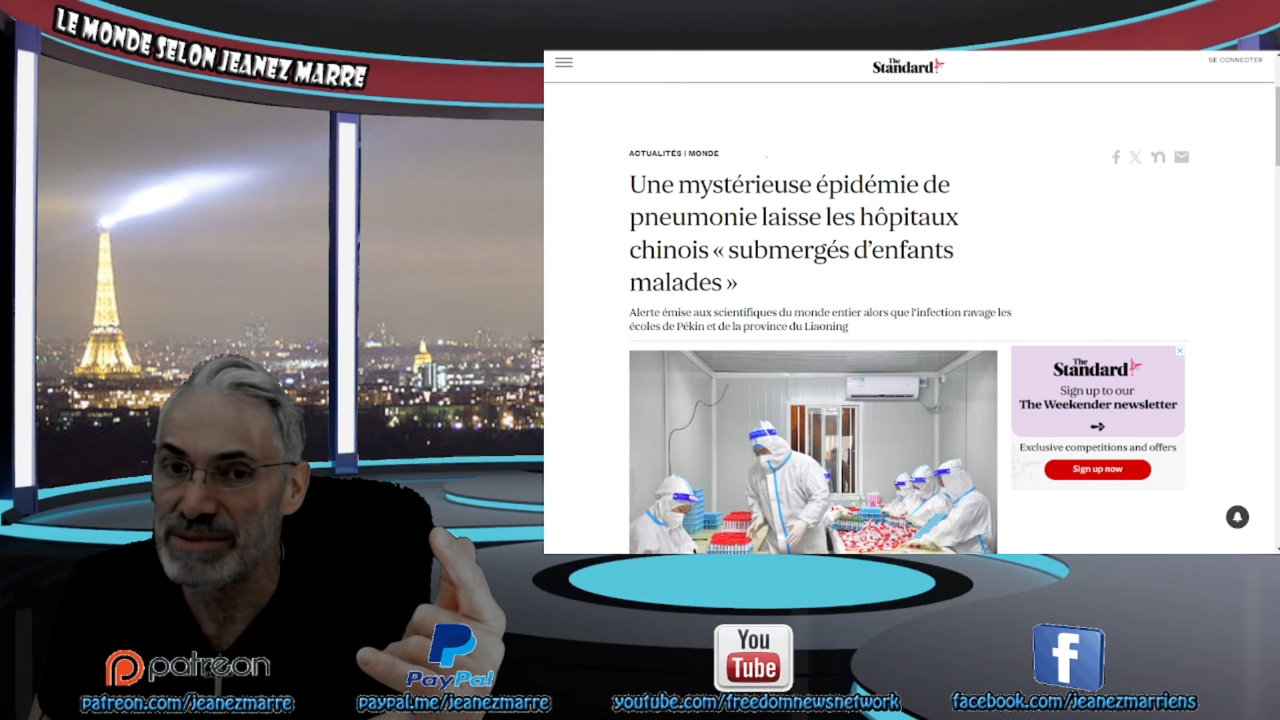 LE MONDE SELON JEANEZ MARRE
The Standard
SE CONNECTER
ACTUALITÉS | MONDE
Une mystérieuse épidémie de
pneumonie laisse les hôpitaux
chinois « submergés d'enfants
malades »
Alerte émise aux scientifiques du monde entier alors que l'infection ravage les
écoles de Pékin et de la province du Liaoning
The Standard
Sign up to our
The Weekender newsletter
Exclusive competitions and offers
Sign up now
patreon
patreon.com/jeanezmarre
PayPal
paypal.me/jeanezmarre
You
Tube
youtube.com/freedomnewsnetwork
f
facebook.com/jeanezmarriens